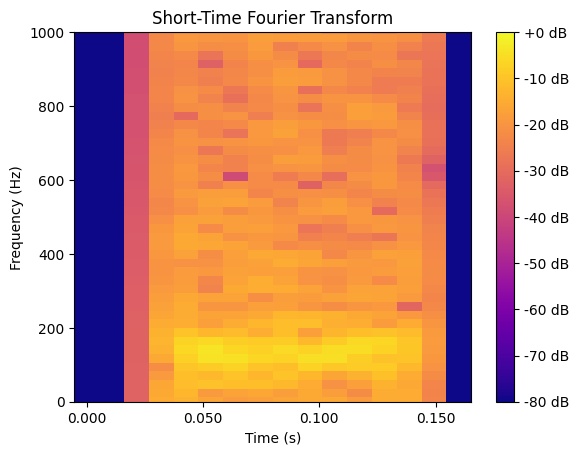 Short-Time Fourier Transform
Frequency (Hz)
1000
800
600
400
200
0
0.000
0.050
0.100
0.150
Time (s)
+0 dB
-10 dB
-20 dB
-30 dB
-40 dB
-50 dB
-60 dB
-70 dB
-80 dB